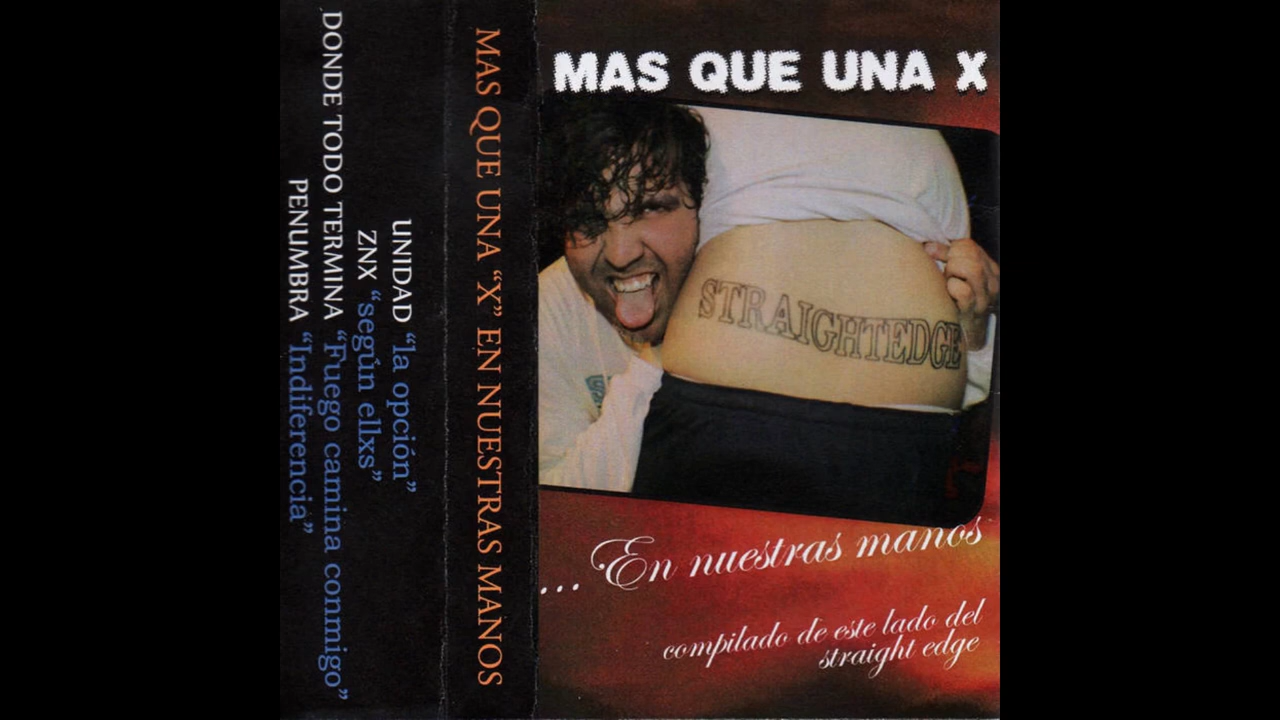 UNIDAD “la opción”
ZNX “según ellxs”
DONDE TODO TERMINA “Fuego camina conmigo”
PENUMBRA “Indiferencia”
MAS QUE UNA “X” EN NUESTRAS MANOS
MAS QUE UNA X
STRAIGHTEDGE
... En nuestras manos
compilado de este lado del
straight edge